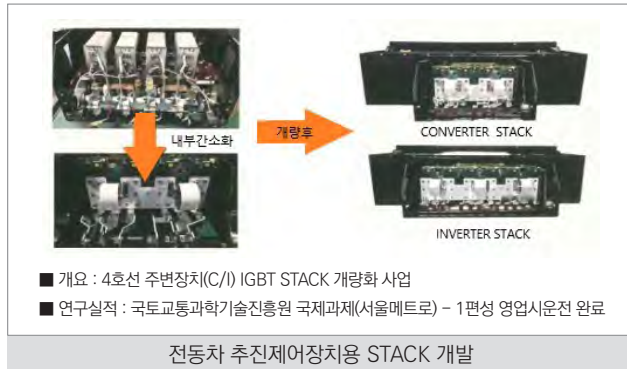 내부간소화
개량후
CONVERTER STACK
INVERTER STACK
■ 개요 : 4호선 주변장치(C/I) IGBT STACK 개량화 사업
■ 연구실적 : 국토교통과학기술진흥원 국제과제(서울메트로) - 1편성 영업시운전 완료
전동차 추진제어장치용 STACK 개발